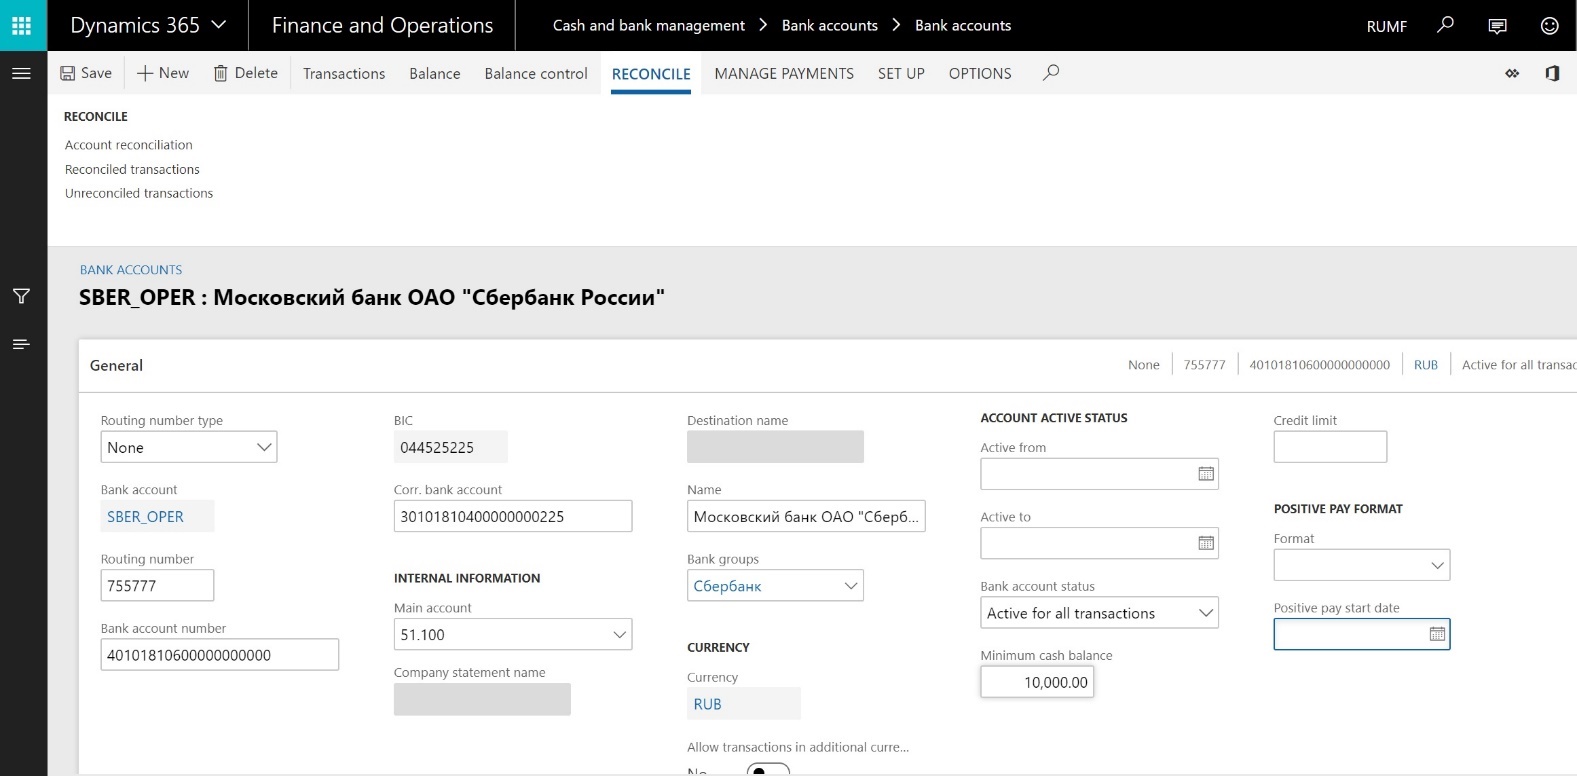 Dynamics 365
Finance and Operations
Cash and bank management > Bank accounts > Bank accounts
RUMF
Save
New
Delete
Transactions
Balance
Balance control
RECONCILE
MANAGE PAYMENTS
SET UP
OPTIONS
RECONCILE
Account reconciliation
Reconciled transactions
Unreconciled transactions
BANK ACCOUNTS
SBER_OPER : Московский банк ОАО "Сбербанк России"
General
None
755777
40101810600000000000
RUB
Active for all transac
Routing number type
None
Bank account
SBER_OPER
Routing number
755777
Bank account number
40101810600000000000
BIC
044525225
Corr. bank account
30101810400000000225
INTERNAL INFORMATION
Main account
51.100
Company statement name
Destination name
Name
Московский банк ОАО "Сберб...
Bank groups
Сбербанк
CURRENCY
Currency
RUB
Allow transactions in additional curre...
No
ACCOUNT ACTIVE STATUS
Active from
Active to
Bank account status
Active for all transactions
Minimum cash balance
10,000.00
Credit limit
POSITIVE PAY FORMAT
Format
Positive pay start date